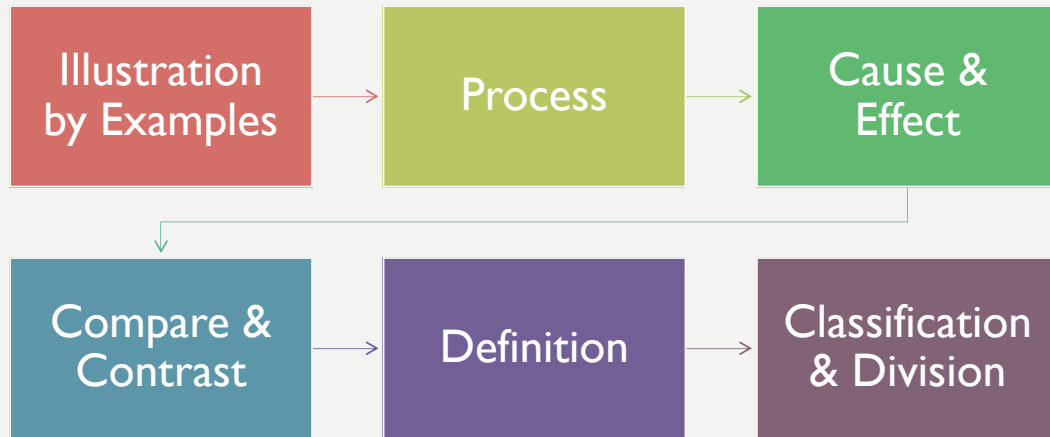 Illustration
by Examples
Process
Cause &
Effect
Compare &
Contrast
Definition
Classification
& Division